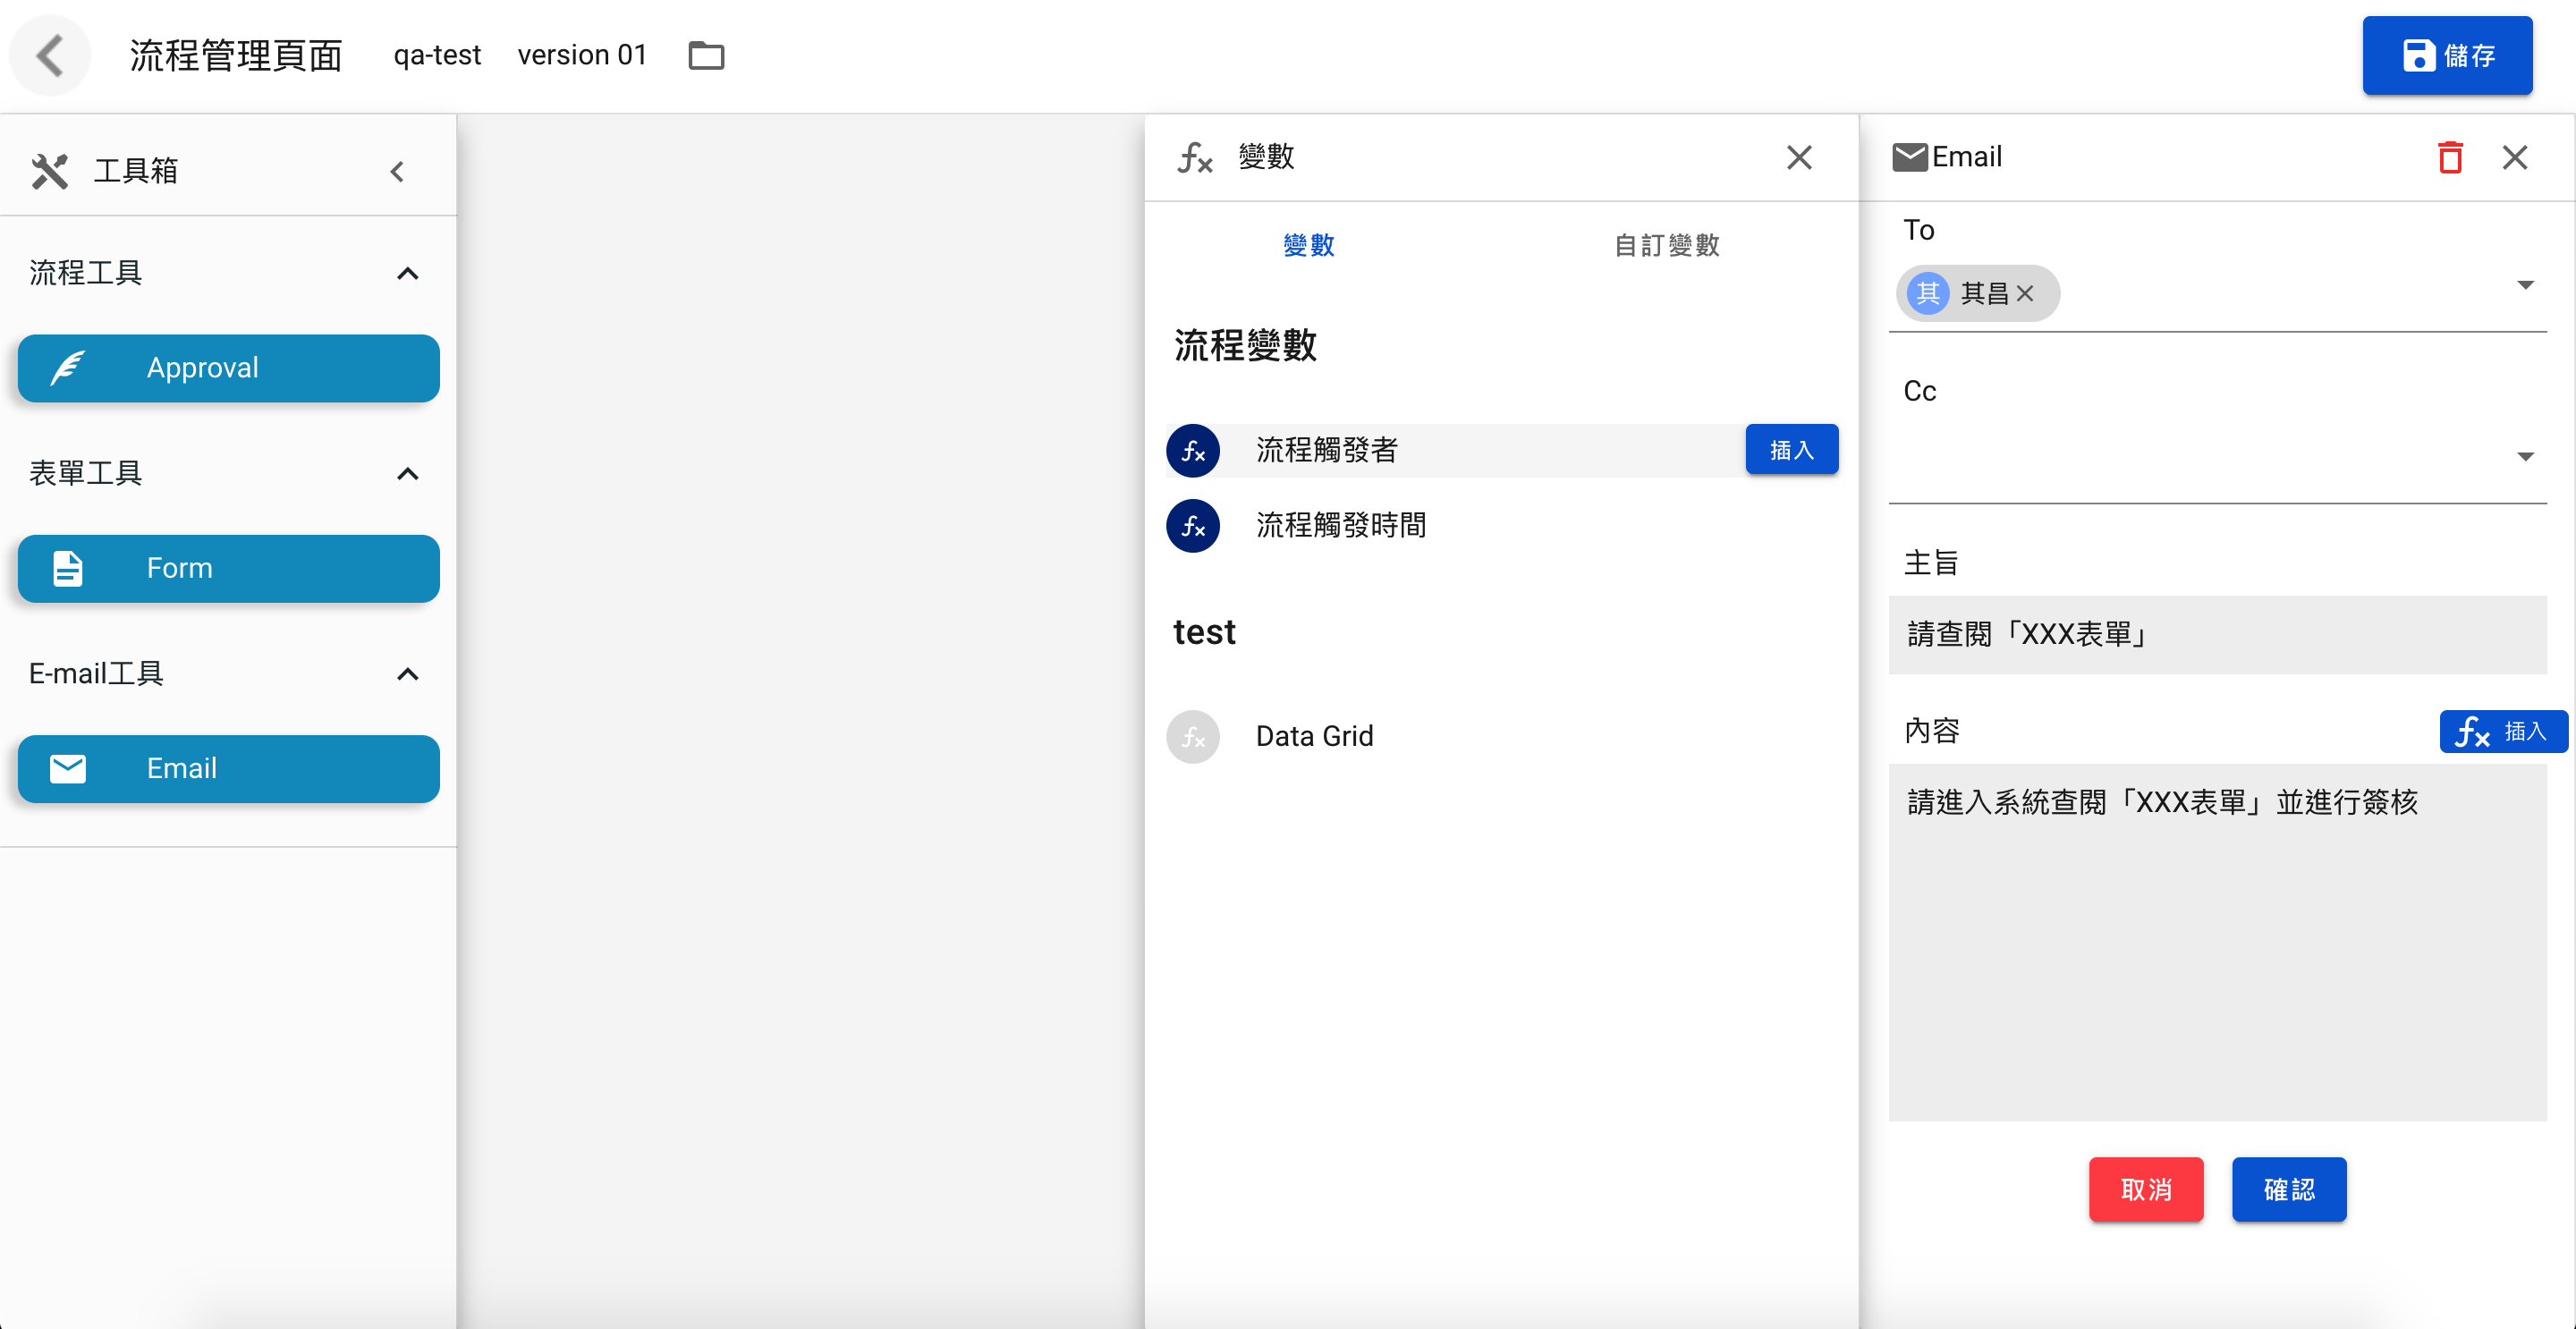 流程管理頁面 qa-test version 01 儲存
工具箱
流程工具
Approval
表單工具
Form
E-mail工具
Email
變數
變數 自訂變數
流程變數
流程觸發者 插入
流程觸發時間
test
Data Grid
Email
To
其 其昌
Cc
主旨
請查閱「XXX表單」
內容 插入
請進入系統查閱「XXX表單」並進行簽核
取消 確認